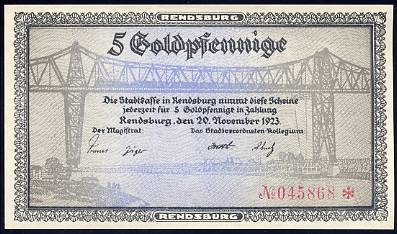 RENDSBURG
5 Goldpfennige
Die Stadtkasse in Rendsburg nimmt diese Scheine
jederzeit für 5 Goldpfennige in Zahlung
Rendsburg, den 20. November 1923.
Der Magistrat Das Stadtverordneten-Kollegium
№045868 *
RENDSBURG